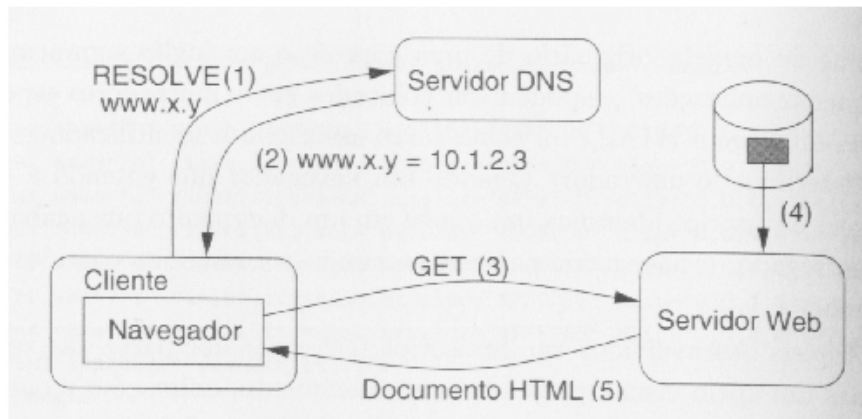 RESOLVE(1)
www.x.y
Servidor DNS
(2) www.x.y = 10.1.2.3
(4)
Cliente
GET (3)
Navegador
Servidor Web
Documento HTML (5)